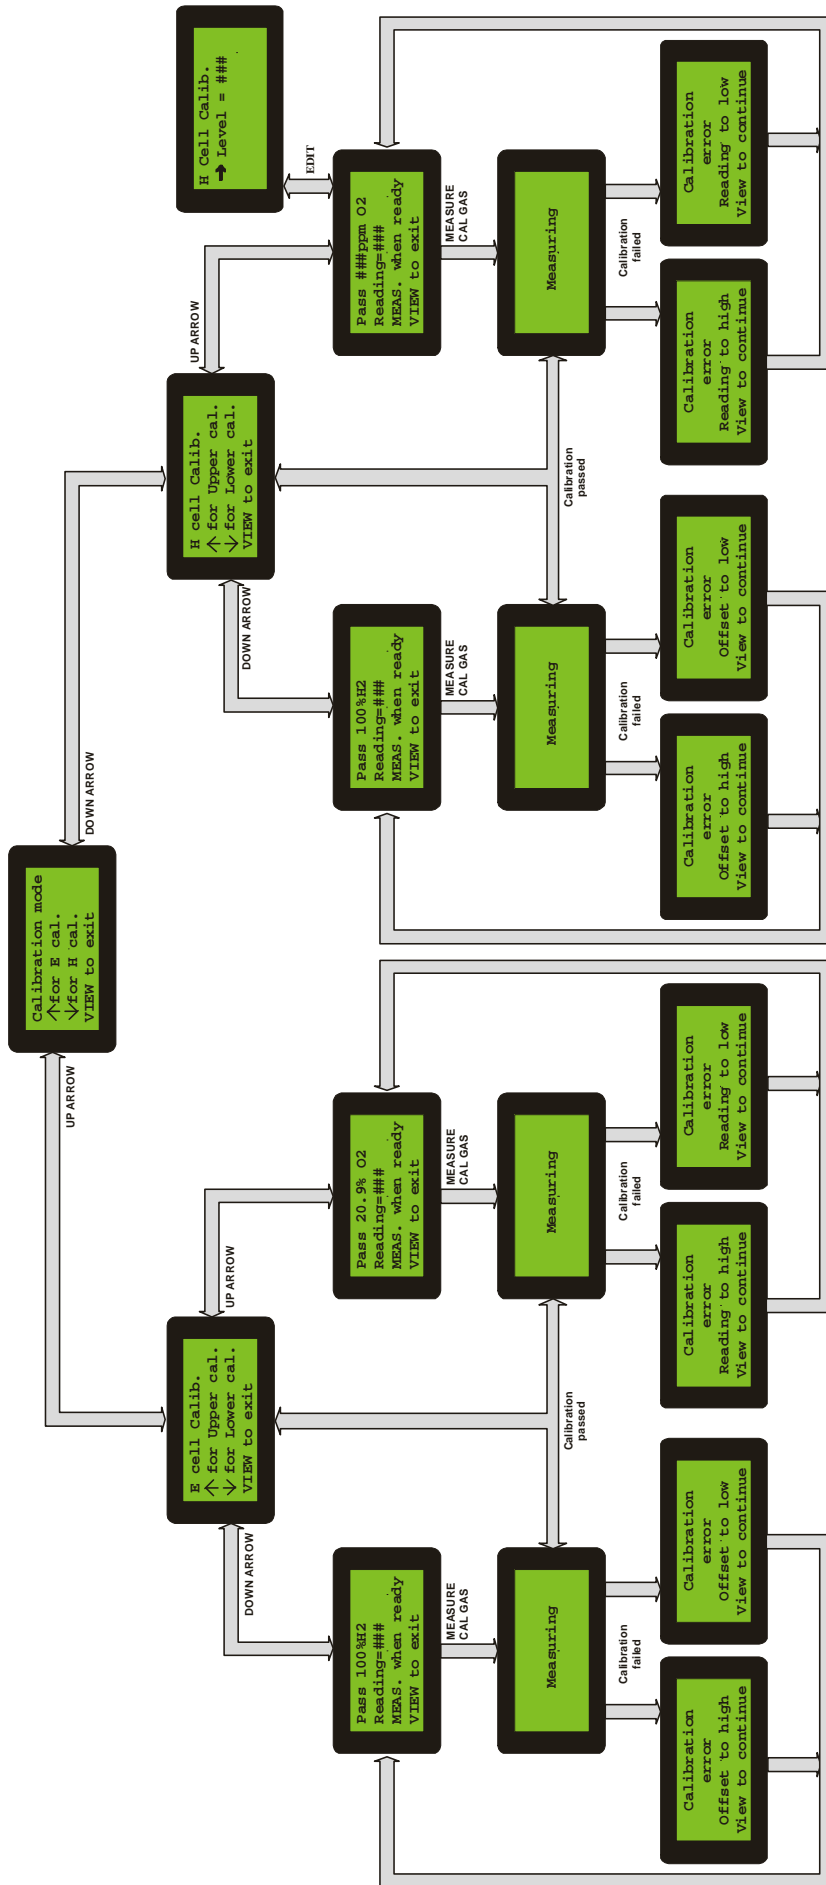 Calibration mode
↑for E cal.
↓for H cal.
VIEW to exit
UP ARROW
DOWN ARROW
E cell Calib.
↑ for Upper cal.
↓ for Lower cal.
VIEW to exit
H cell Calib.
↑ for Upper cal.
↓ for Lower cal.
VIEW to exit
H Cell Calib.
➔ Level = ###
DOWN ARROW
UP ARROW
DOWN ARROW
UP ARROW
EDIT
Pass 100%H2
Reading=###
MEAS. when ready
VIEW to exit
Pass 20.9% O2
Reading=###
MEAS. when ready
VIEW to exit
Pass 100%H2
Reading=###
MEAS. when ready
VIEW to exit
Pass ###ppm O2
Reading=###
MEAS. when ready
VIEW to exit
MEASURE
CAL GAS
MEASURE
CAL GAS
MEASURE
CAL GAS
MEASURE
CAL GAS
Measuring
Measuring
Measuring
Measuring
Calibration
passed
Calibration
passed
Calibration
failed
Calibration
failed
Calibration
failed
Calibration
failed
Calibration
error
Offset to high
View to continue
Calibration
error
Offset to low
View to continue
Calibration
error
Reading to high
View to continue
Calibration
error
Reading to low
View to continue
Calibration
error
Offset to high
View to continue
Calibration
error
Offset to low
View to continue
Calibration
error
Reading to high
View to continue
Calibration
error
Reading to low
View to continue